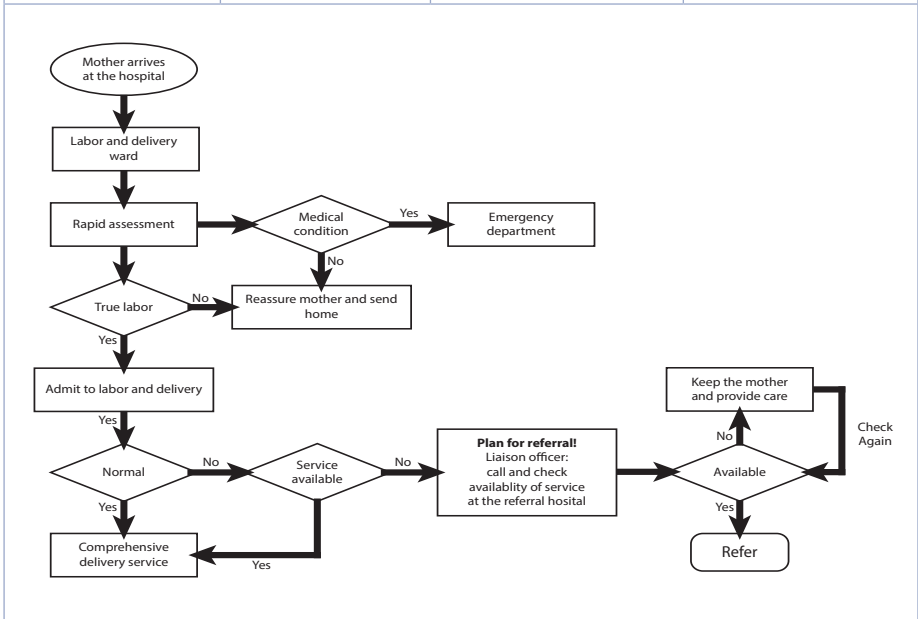 Mother arrives
at the hospital
Labor and delivery
ward
Rapid assessment
Medical
condition
Yes
Emergency
department
No
Reassure mother and send
home
True labor
No
Yes
Admit to labor and delivery
Yes
Normal
No
Service
available
No
Plan for referral!
Liaison officer:
call and check
availablity of service
at the referral hosital
Available
No
Keep the mother
and provide care
Check
Again
Yes
Refer
Yes
Comprehensive
delivery service
Yes